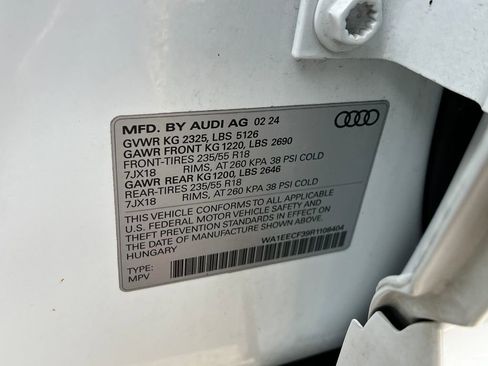 MFD. BY AUDI AG 02 24
GVWR KG 2325, LBS 5126
GAWR FRONT KG 1220, LBS 2690
FRONT-TIRES 235/55 R18
7JX18 RIMS, AT 260 KPA 38 PSI COLD
GAWR REAR KG 1200, LBS 2646
REAR-TIRES 235/55 R18
7JX18 RIMS, AT 260 KPA 38 PSI COLD
THIS VEHICLE CONFORMS TO ALL APPLICABLE
U.S. FEDERAL MOTOR VEHICLE SAFETY AND
THEFT PREVENTION STANDARDS IN EFFECT ON
THE DATE OF MANUFACTURE SHOWN ABOVE.
HUNGARY
WA1EECF39R1108404
TYPE:
MPV